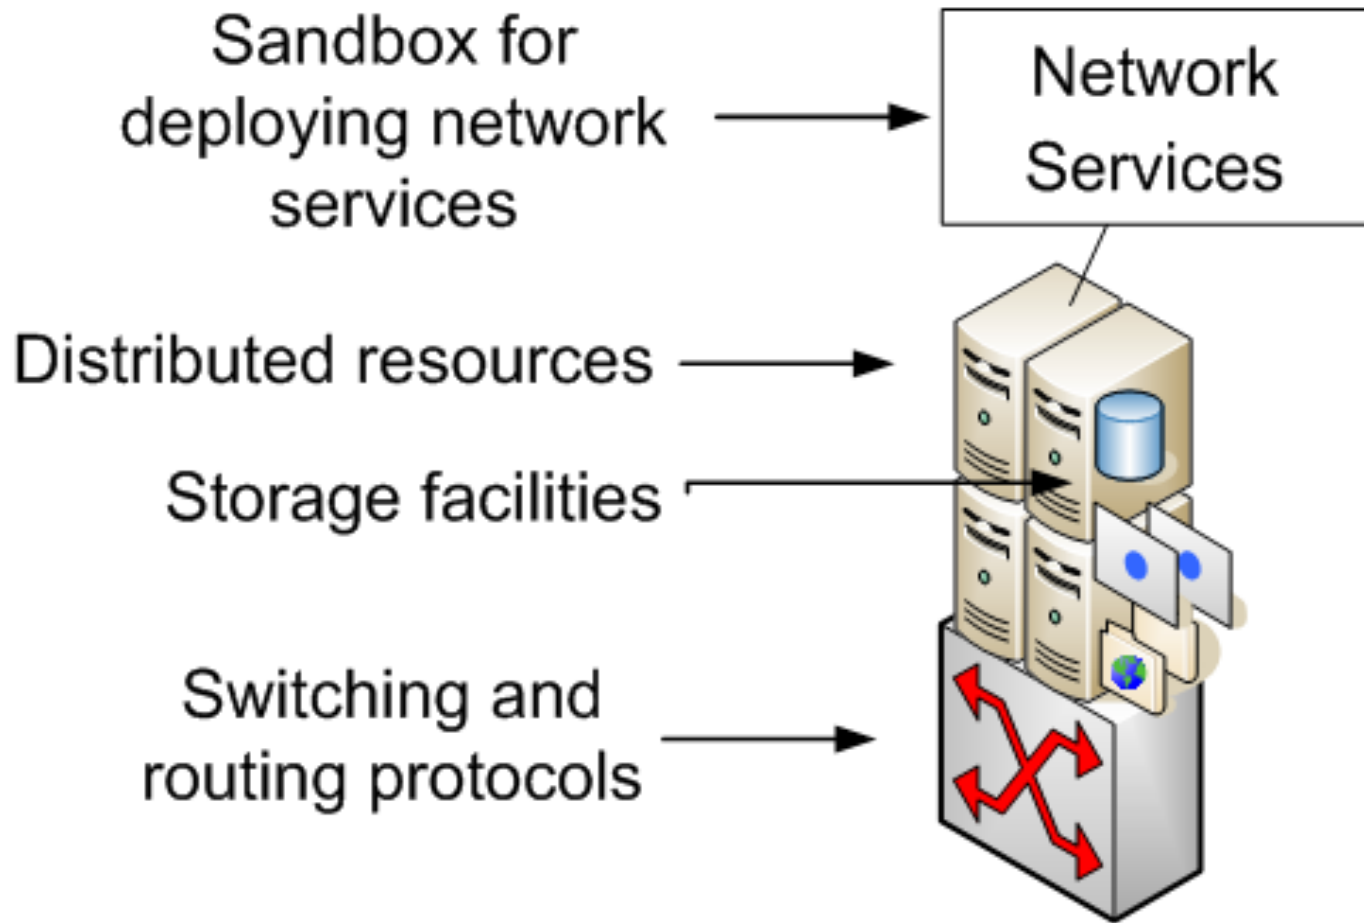 Sandbox for
deploying network
services
Network
Services
Distributed resources
Storage facilities
Switching and
routing protocols